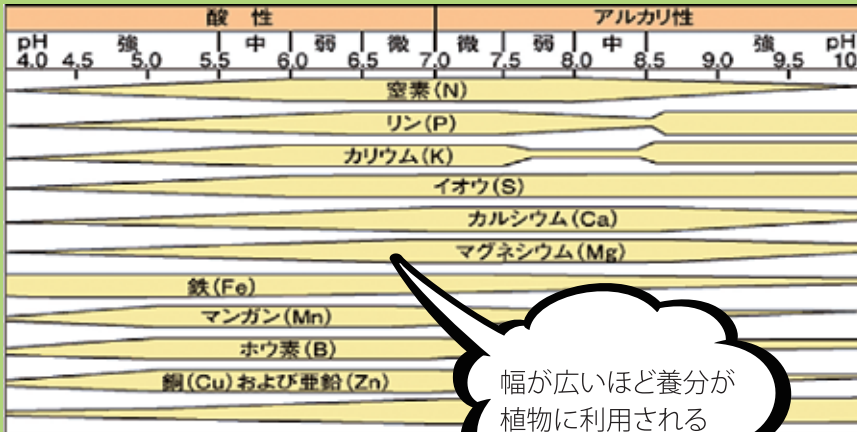 酸 性 アルカリ性
pH 強 中 弱 微 微 弱 中 強 pH
4.0 4.5 5.0 5.5 6.0 6.5 7.0 7.5 8.0 8.5 9.0 9.5 10
窒素(N)
リン(P)
カリウム(K)
イオウ(S)
カルシウム(Ca)
マグネシウム(Mg)
鉄(Fe)
マンガン(Mn)
ホウ素(B)
銅(Cu)および亜鉛(Zn)
幅が広いほど養分が
植物に利用される